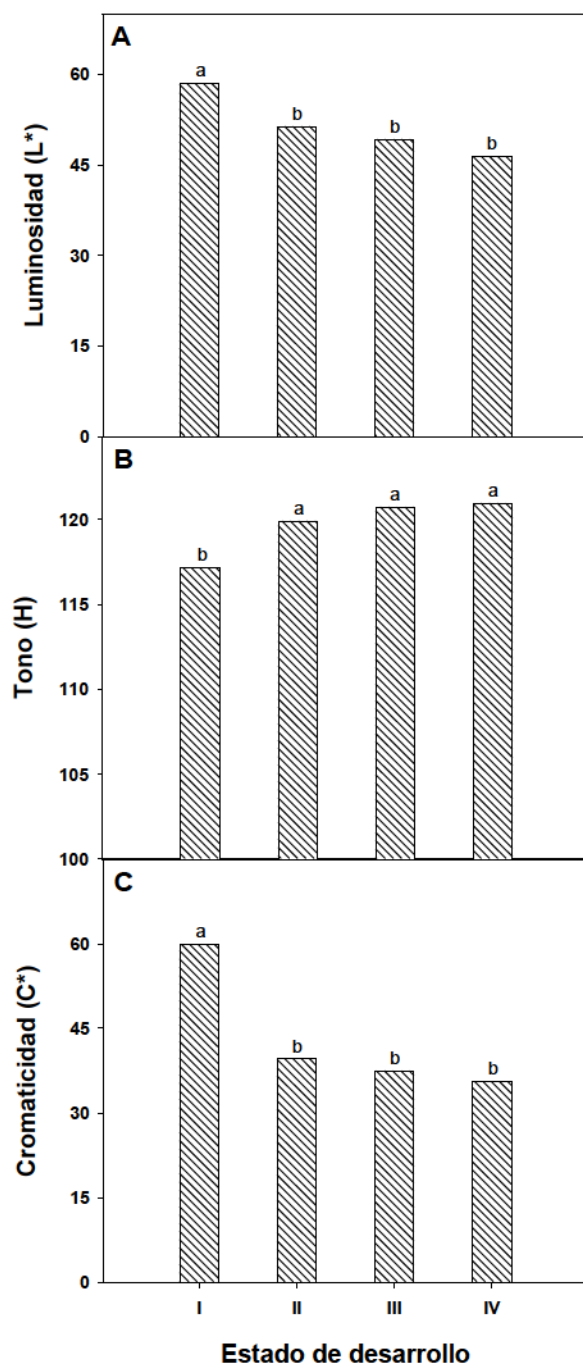 A
Luminosidad (L*)
60
45
30
15
0
a
b
b
b
B
Tono (H)
120
115
110
105
100
b
a
a
a
C
Cromaticidad (C*)
60
45
30
15
0
a
b
b
b
I II III IV
Estado de desarrollo